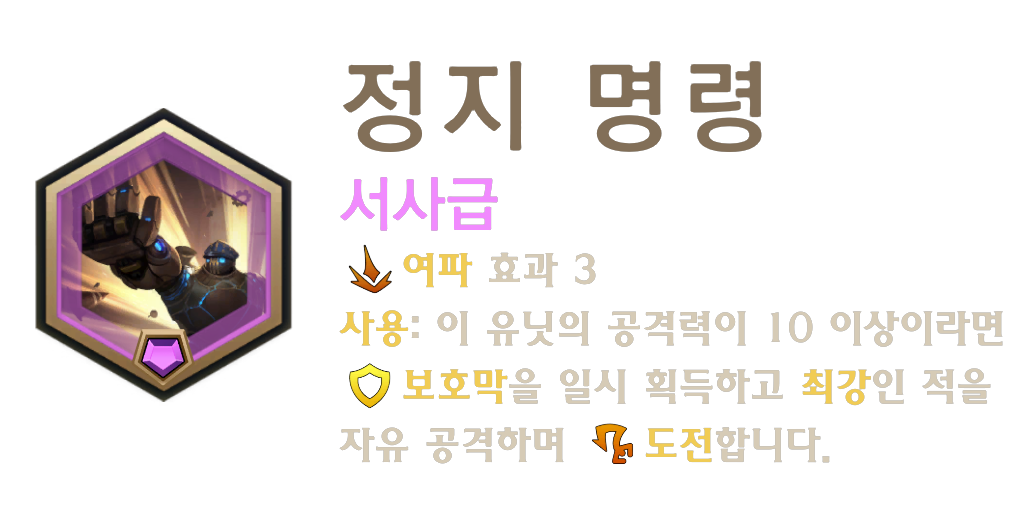 정지 명령
서사급
여파 효과 3
사용: 이 유닛의 공격력이 10 이상이라면
보호막을 일시 획득하고 최강인 적을
자유 공격하며 도전합니다.